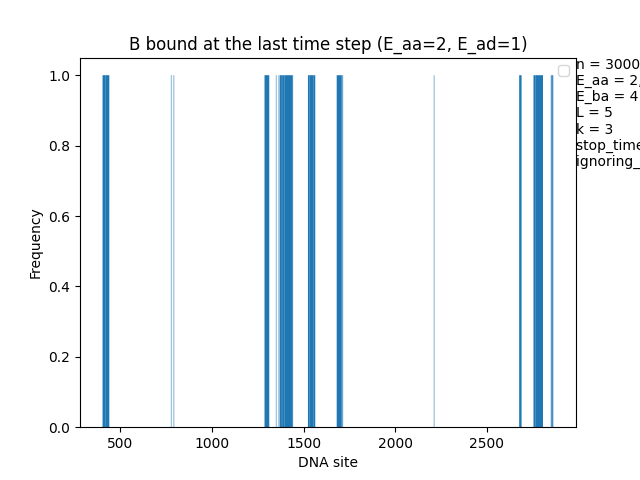 B bound at the last time step (E_aa=2, E_ad=1)
n = 3000
E_aa = 2,
E_ba = 4
L = 5
k = 3
stop_time
ignoring_
Frequency
1.0
0.8
0.6
0.4
0.2
0.0
500
1000
1500
2000
2500
DNA site